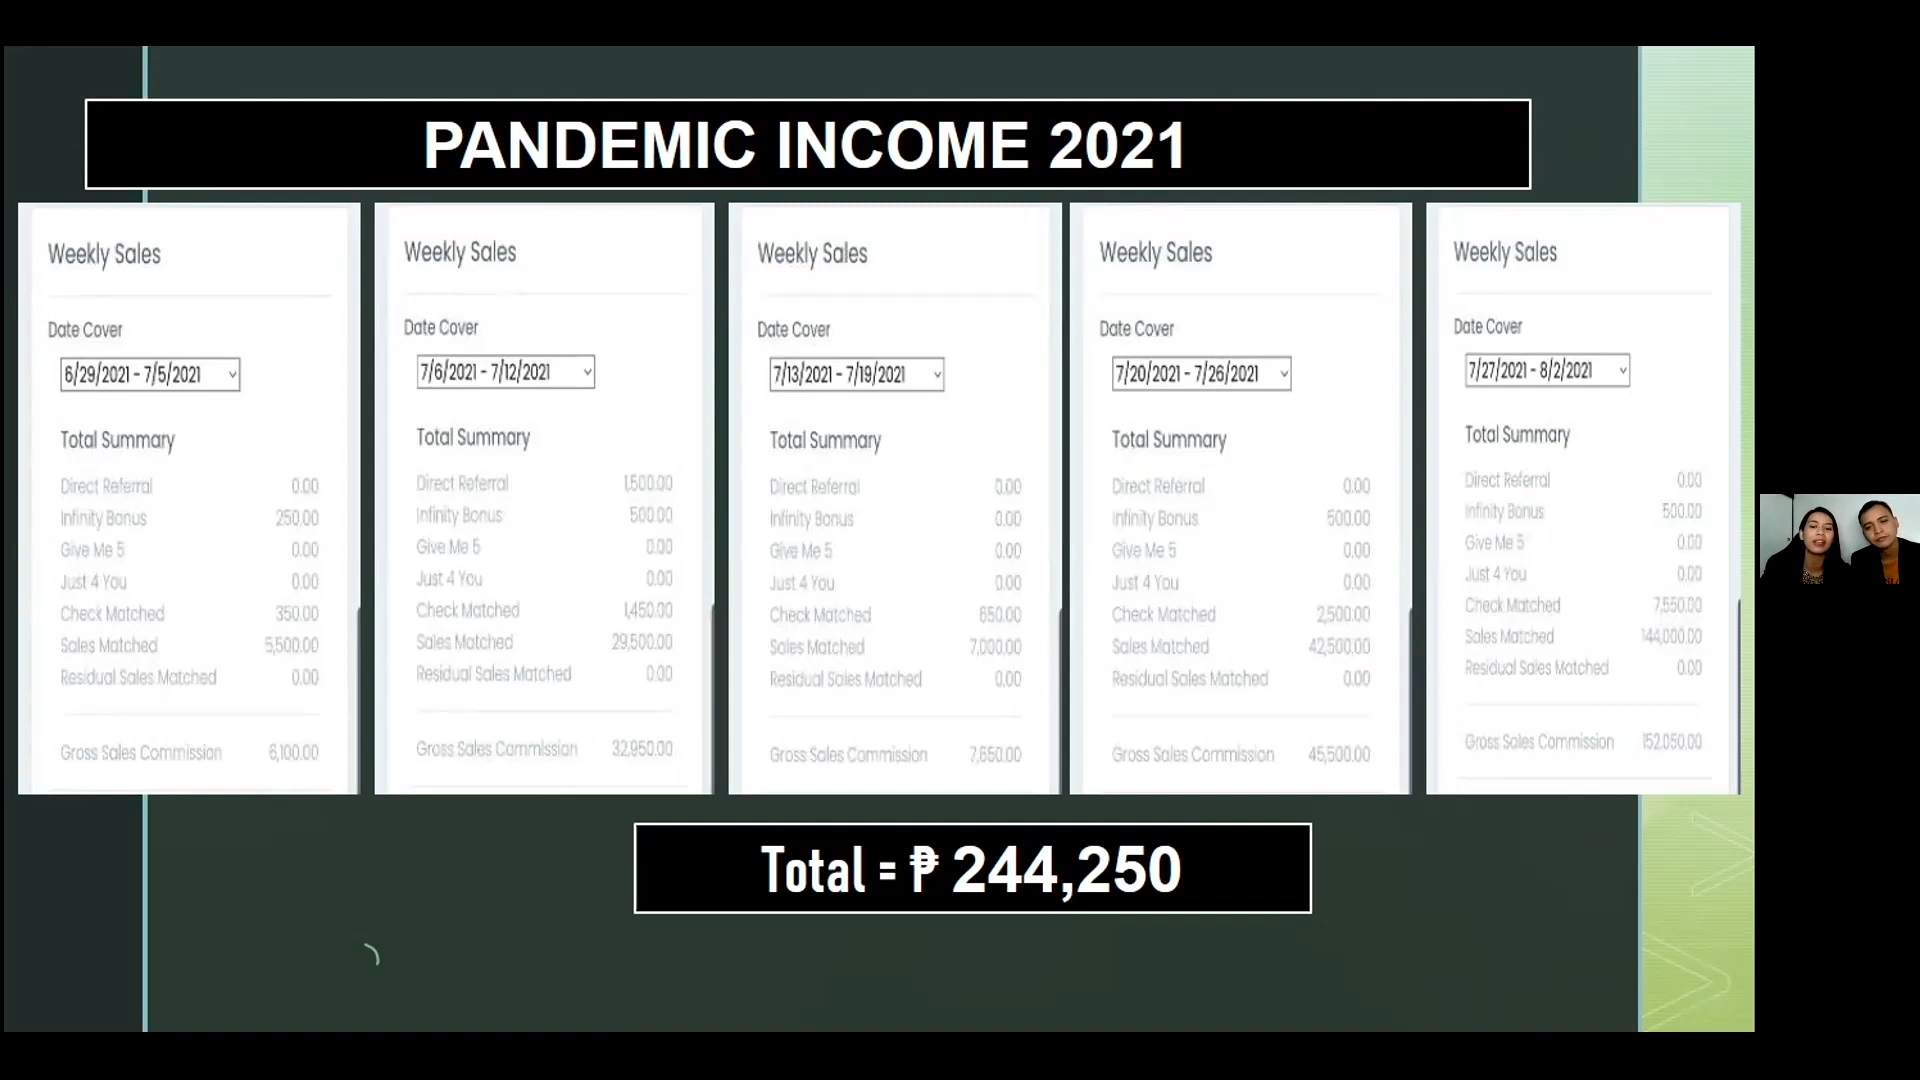 PANDEMIC INCOME 2021
Weekly Sales
Date Cover
6/29/2021 - 7/5/2021
Total Summary
Direct Referral 0.00
Infinity Bonus 250.00
Give Me 5 0.00
Just 4 You 0.00
Check Matched 350.00
Sales Matched 5,500.00
Residual Sales Matched 0.00
Gross Sales Commission 6,100.00
Weekly Sales
Date Cover
7/6/2021 - 7/12/2021
Total Summary
Direct Referral 1,500.00
Infinity Bonus 500.00
Give Me 5 0.00
Just 4 You 0.00
Check Matched 1,450.00
Sales Matched 29,500.00
Residual Sales Matched 0.00
Gross Sales Commission 32,950.00
Weekly Sales
Date Cover
7/13/2021 - 7/19/2021
Total Summary
Direct Referral 0.00
Infinity Bonus 0.00
Give Me 5 0.00
Just 4 You 0.00
Check Matched 650.00
Sales Matched 7,000.00
Residual Sales Matched 0.00
Gross Sales Commission 7,650.00
Weekly Sales
Date Cover
7/20/2021 - 7/26/2021
Total Summary
Direct Referral 0.00
Infinity Bonus 500.00
Give Me 5 0.00
Just 4 You 0.00
Check Matched 2,500.00
Sales Matched 42,500.00
Residual Sales Matched 0.00
Gross Sales Commission 45,500.00
Weekly Sales
Date Cover
7/27/2021 - 8/2/2021
Total Summary
Direct Referral 0.00
Infinity Bonus 500.00
Give Me 5 0.00
Just 4 You 0.00
Check Matched 7,550.00
Sales Matched 144,000.00
Residual Sales Matched 0.00
Gross Sales Commission 152,050.00
Total = ₱ 244,250